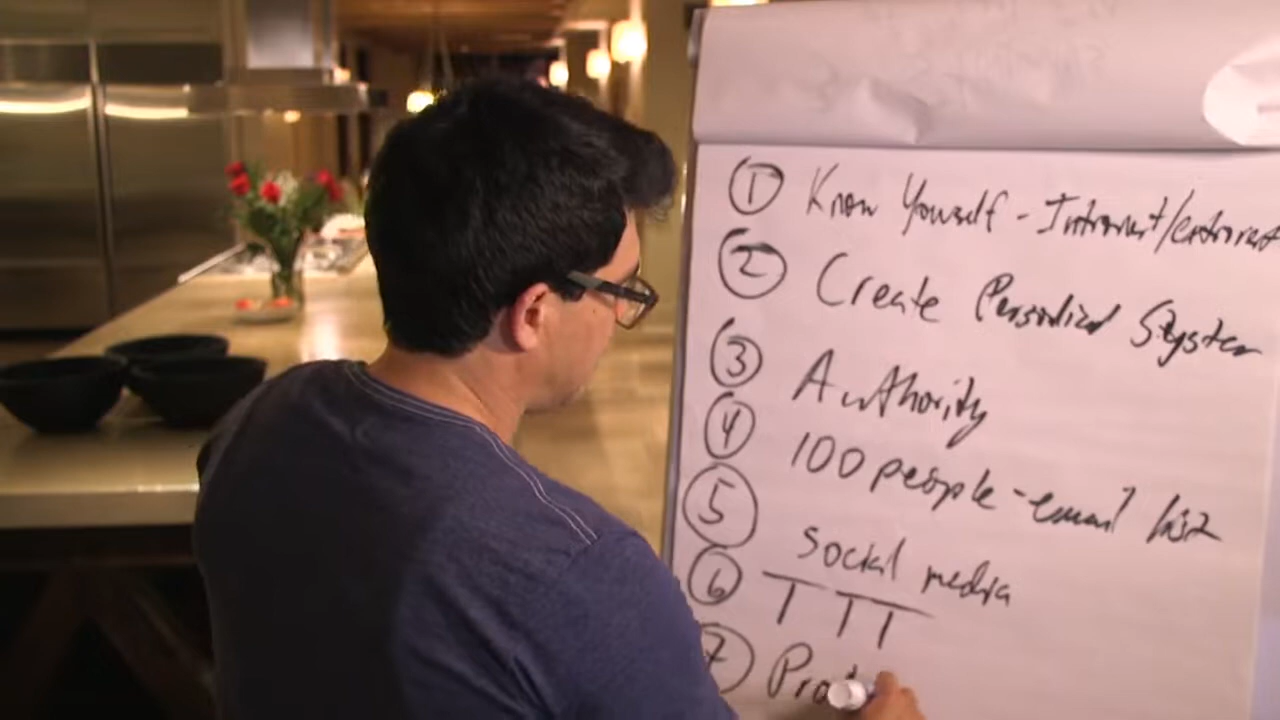 ① Know Yourself - Introvert/extrovert
② Create Personalized System
③ Authority
④ 100 people - email list
⑤ social media
⑥ TTT
⑦ Pro